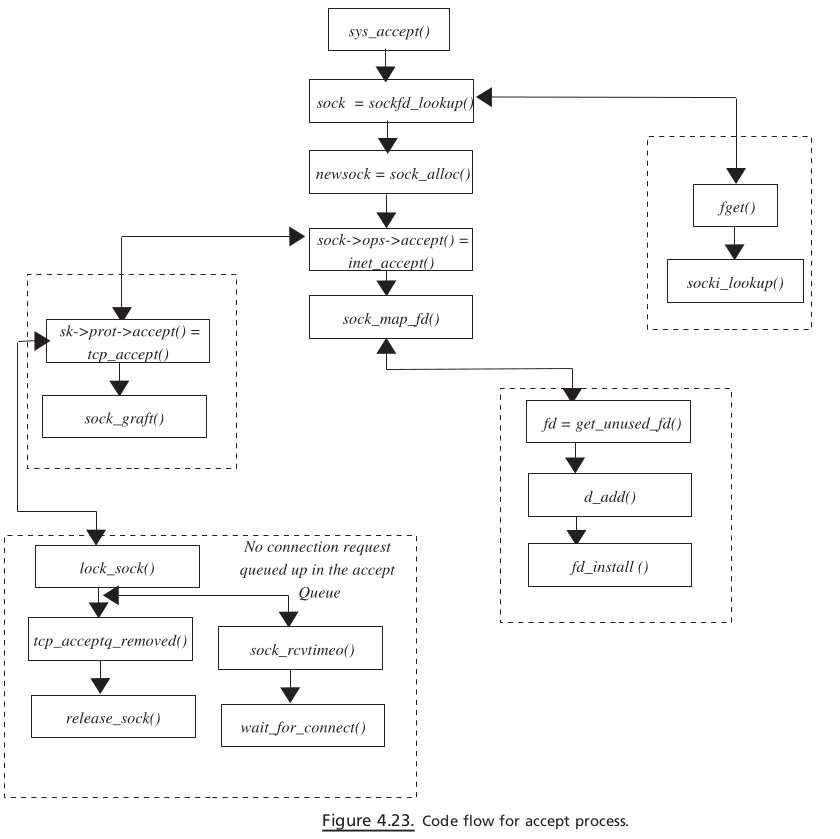 sys_accept()
sock = sockfd_lookup()
newsock = sock_alloc()
fget()
sock->ops->accept() =
inet_accept()
socki_lookup()
sock_map_fd()
sk->prot->accept() =
tcp_accept()
sock_graft()
fd = get_unused_fd()
d_add()
fd_install ()
No connection request
queued up in the accept
Queue
lock_sock()
tcp_acceptq_removed()
sock_rcvtimeo()
release_sock()
wait_for_connect()
Figure 4.23. Code flow for accept process.